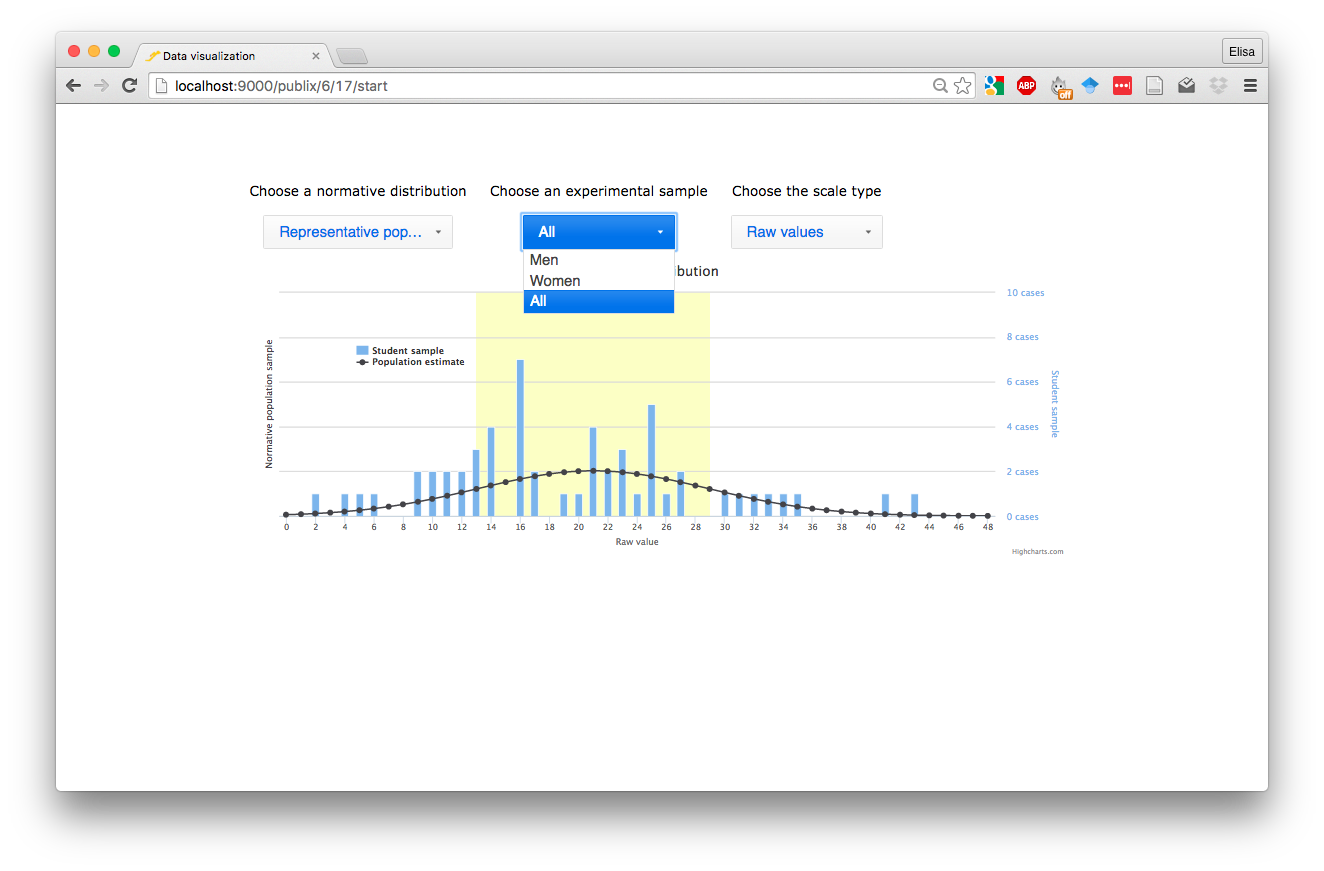 Data visualization
Elisa
localhost:9000/publix/6/17/start
ABP
off
Choose a normative distribution
Choose an experimental sample
Choose the scale type
Representative pop...
All
Raw values
Men
Women
All
bution
Student sample
Population estimate
Normative population sample
10 cases
8 cases
6 cases
4 cases
2 cases
0 cases
Student sample
0 2 4 6 8 10 12 14 16 18 20 22 24 26 28 30 32 34 36 38 40 42 44 46 48
Raw value
Highcharts.com